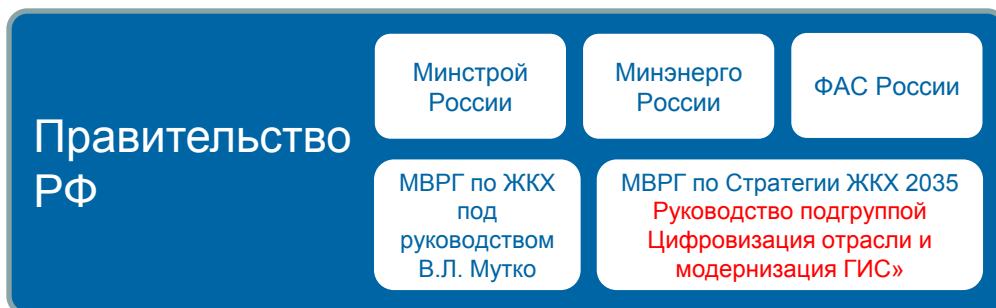 Правительство
РФ
Минстрой
России
Минэнерго
России
ФАС России
МВРГ по ЖКХ
под
руководством
В.Л. Мутко
МВРГ по Стратегии ЖКХ 2035
Руководство подгруппой
Цифровизация отрасли и
модернизация ГИС»